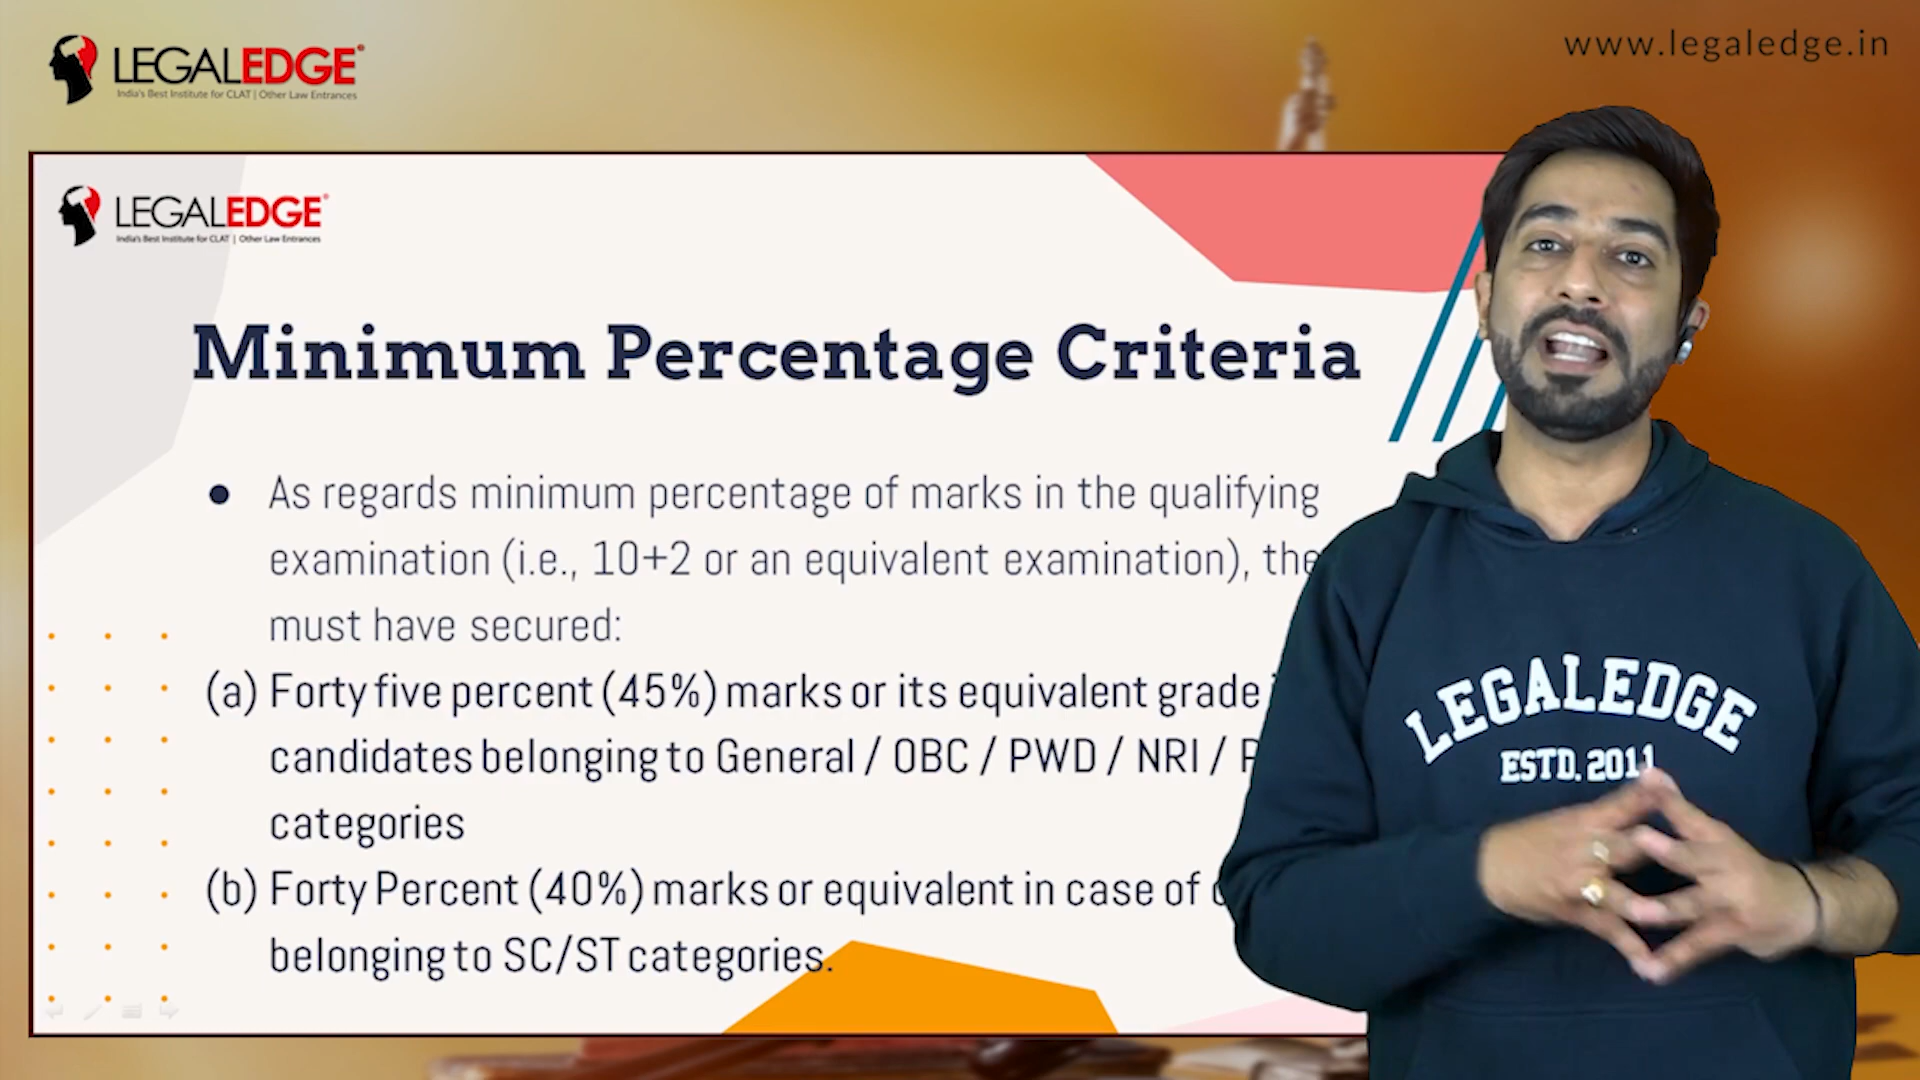 LEGALEDGE
India's Best Institute for CLAT | Other Law Entrances
www.legaledge.in
LEGALEDGE
India's Best Institute for CLAT | Other Law Entrances
Minimum Percentage Criteria
• As regards minimum percentage of marks in the qualifying
examination (i.e., 10+2 or an equivalent examination),
must have secured:
(a) Forty five percent (45%) marks or its equivalent grade
candidates belonging to General / OBC / PWD / NRI /
categories
(b) Forty Percent (40%) marks or equivalent in case of
belonging to SC/ST categories.
LEGALEDGE
ESTD. 2011